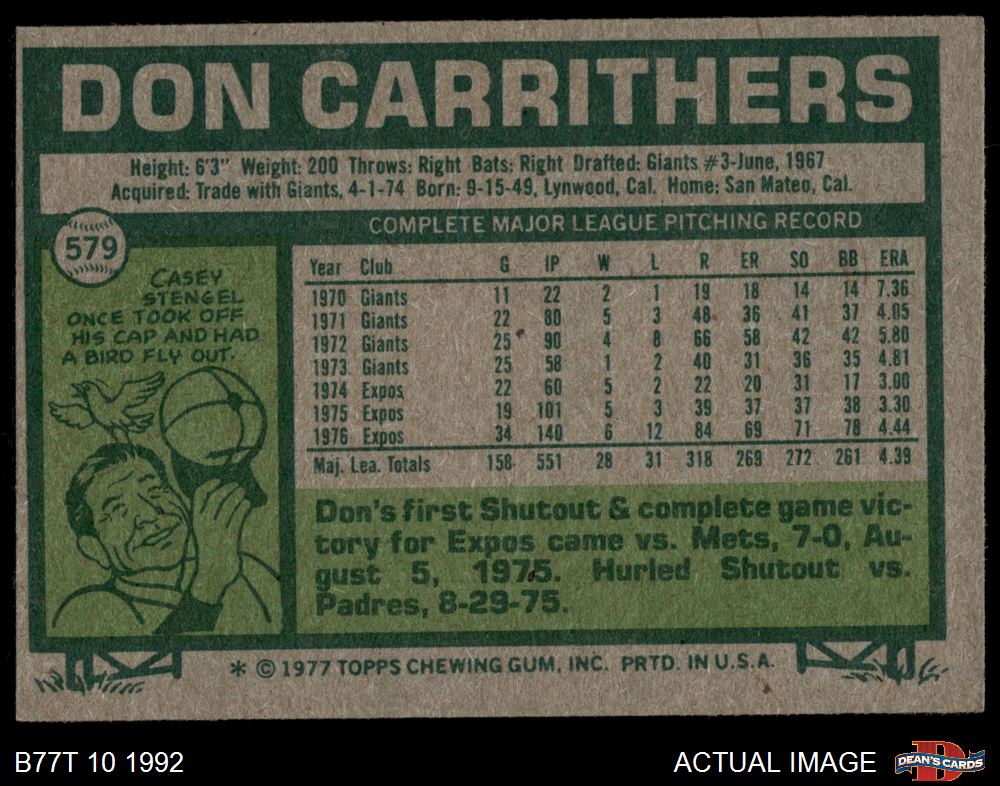 DON CARRITHERS
Height: 6'3" Weight: 200 Throws: Right Bats: Right Drafted: Giants #3-June, 1967
Acquired: Trade with Giants, 4-1-74 Born: 9-15-49, Lynwood, Cal. Home: San Mateo, Cal.
COMPLETE MAJOR LEAGUE PITCHING RECORD
579
CASEY
STENGEL
ONCE TOOK OFF
HIS CAP AND HAD
A BIRD FLY OUT.
Year Club G IP W L R ER SO BB ERA
1970 Giants 11 22 2 1 19 18 14 14 7.36
1971 Giants 22 80 5 3 48 36 41 37 4.05
1972 Giants 25 90 4 8 66 58 42 42 5.80
1973 Giants 25 58 1 2 40 31 36 35 4.81
1974 Expos 22 60 5 2 22 20 31 17 3.00
1975 Expos 19 101 5 3 39 37 37 38 3.30
1976 Expos 34 140 6 12 84 69 71 78 4.44
Maj. Lea. Totals 158 551 28 31 318 269 272 261 4.39
Don's first Shutout & complete game vic-
tory for Expos came vs. Mets, 7-0, Au-
gust 5, 1975. Hurled Shutout vs.
Padres, 8-29-75.
* © 1977 TOPPS CHEWING GUM, INC. PRTD. IN U.S.A.
B77T 10 1992
ACTUAL IMAGE
D
DEAN'S CARDS